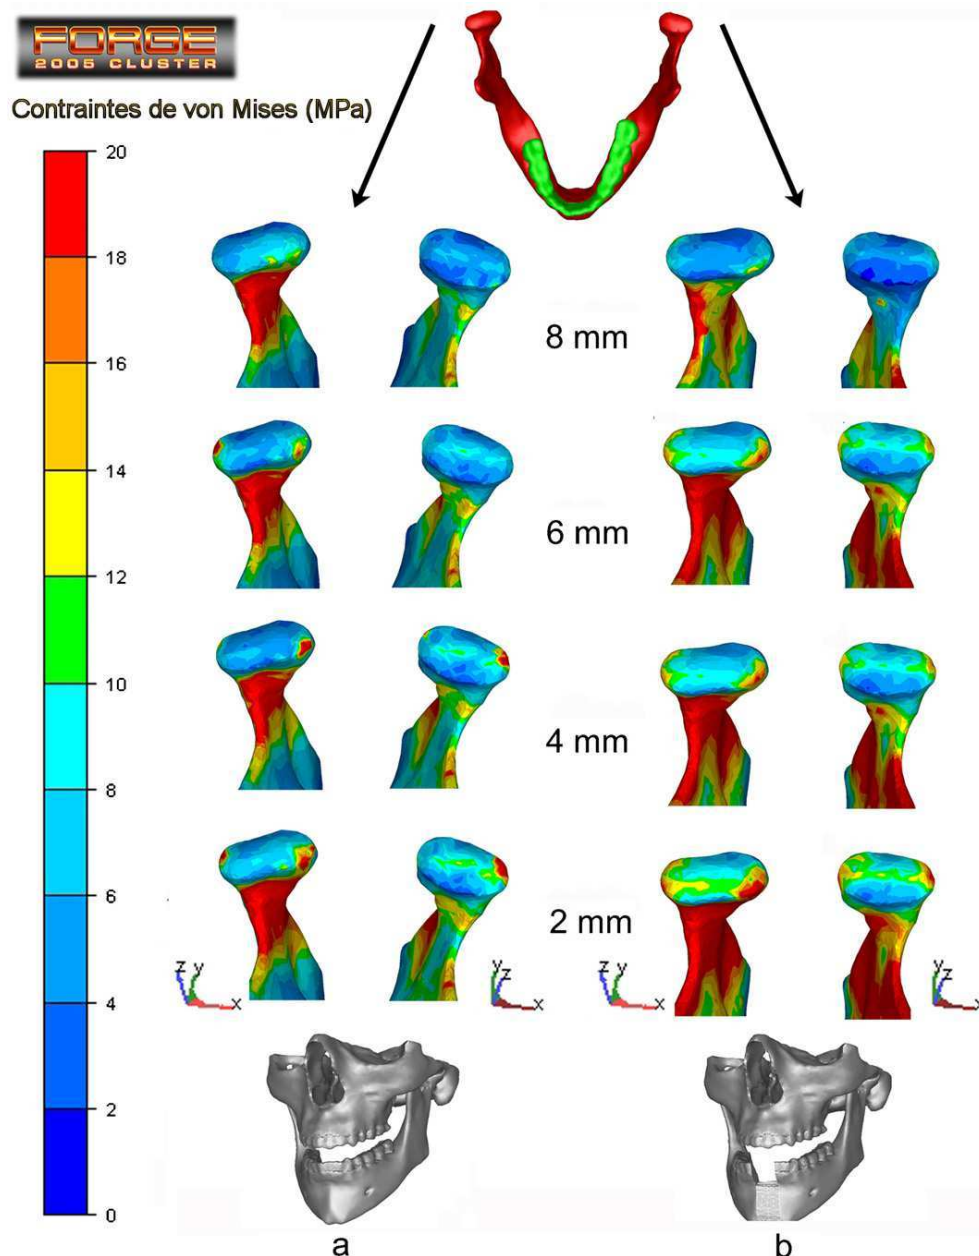 FORGE
2005 CLUSTER
Contraintes de von Mises (MPa)
20
18
16
14
12
10
8
6
4
2
0
8 mm
6 mm
4 mm
2 mm
z y x
y z x
z y x
y z x
a
b